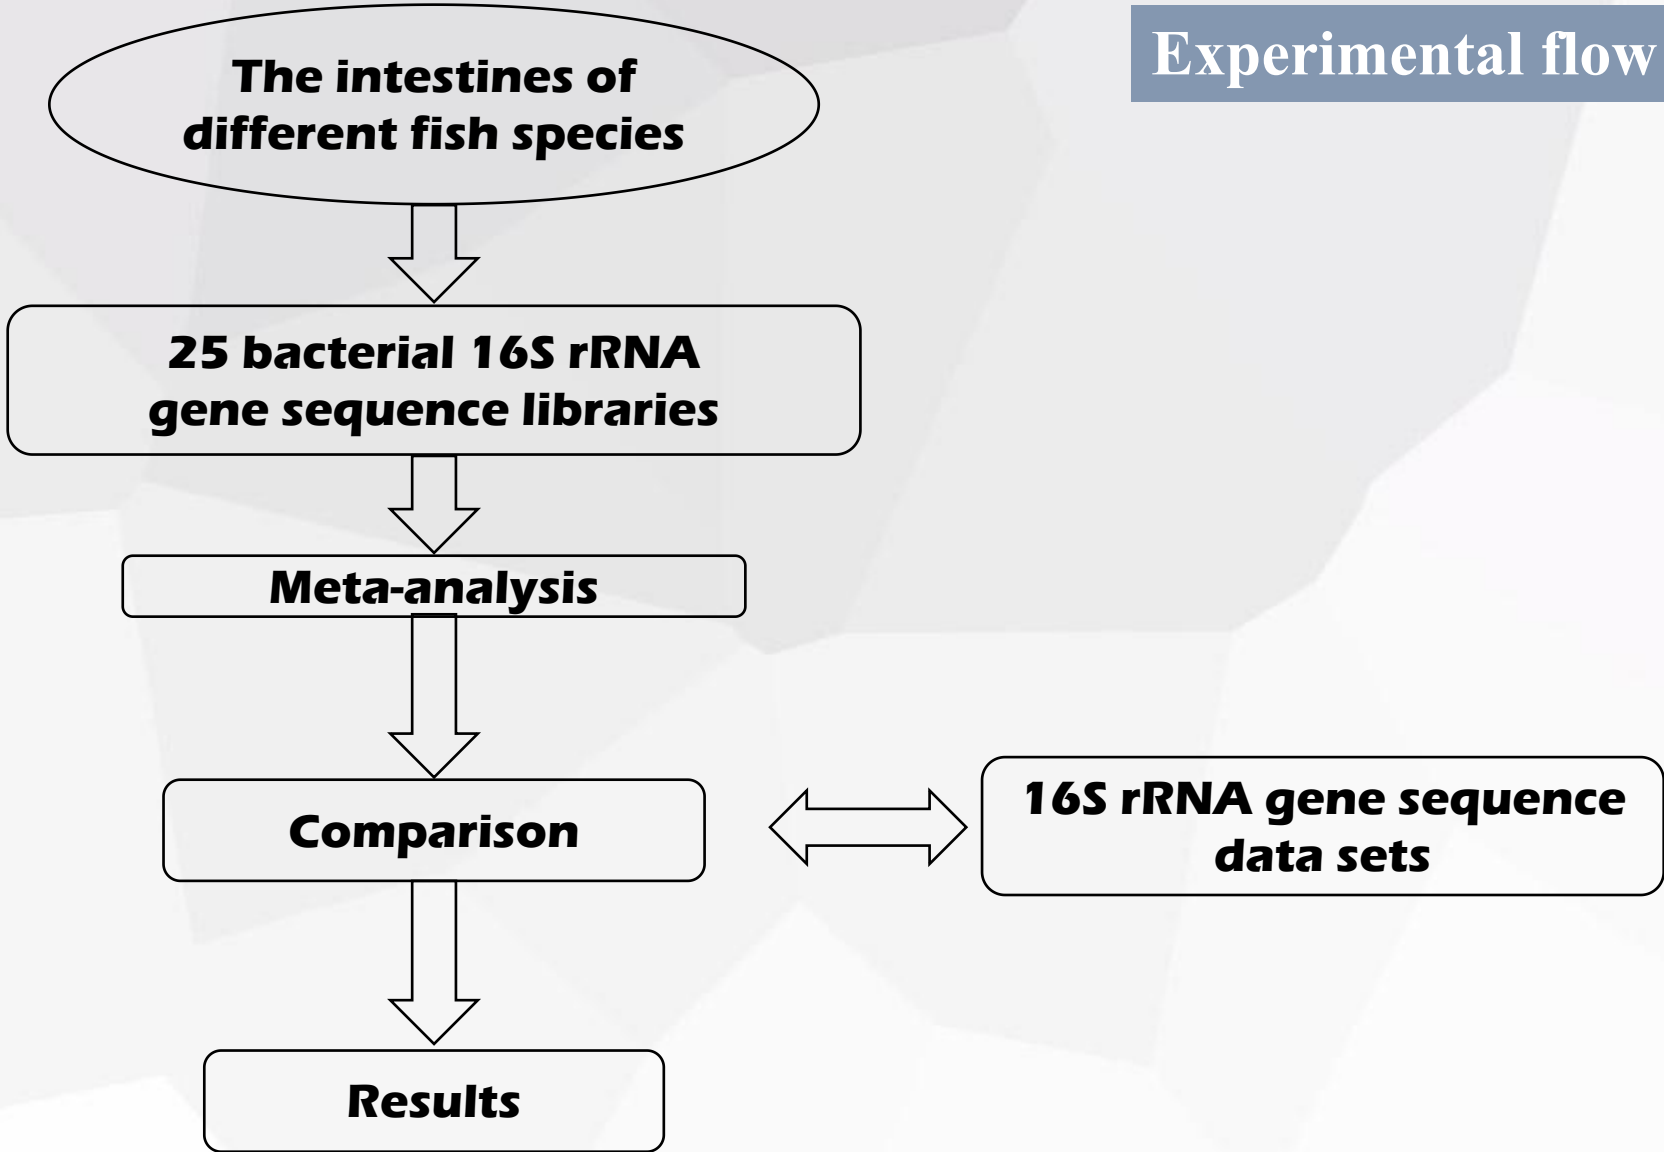 Experimental flow
The intestines of
different fish species
25 bacterial 16S rRNA
gene sequence libraries
Meta-analysis
Comparison
16S rRNA gene sequence
data sets
Results